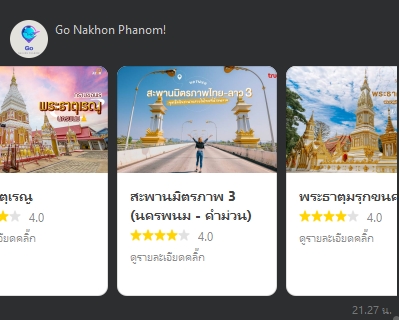 Go Nakhon Phanom!
Go
พระธาตุเรณู
สะพานมิตรภาพไทย-ลาว 3
true
ตุเรณู
4.0
เอียดคลิ๊ก
สะพานมิตรภาพ 3
(นครพนม - คำม่วน)
4.0
ดูรายละเอียดคลิ๊ก
พระธาตุมรุกขนค
4.0
ดูรายละเอียดคลิ๊ก
21.27 น.